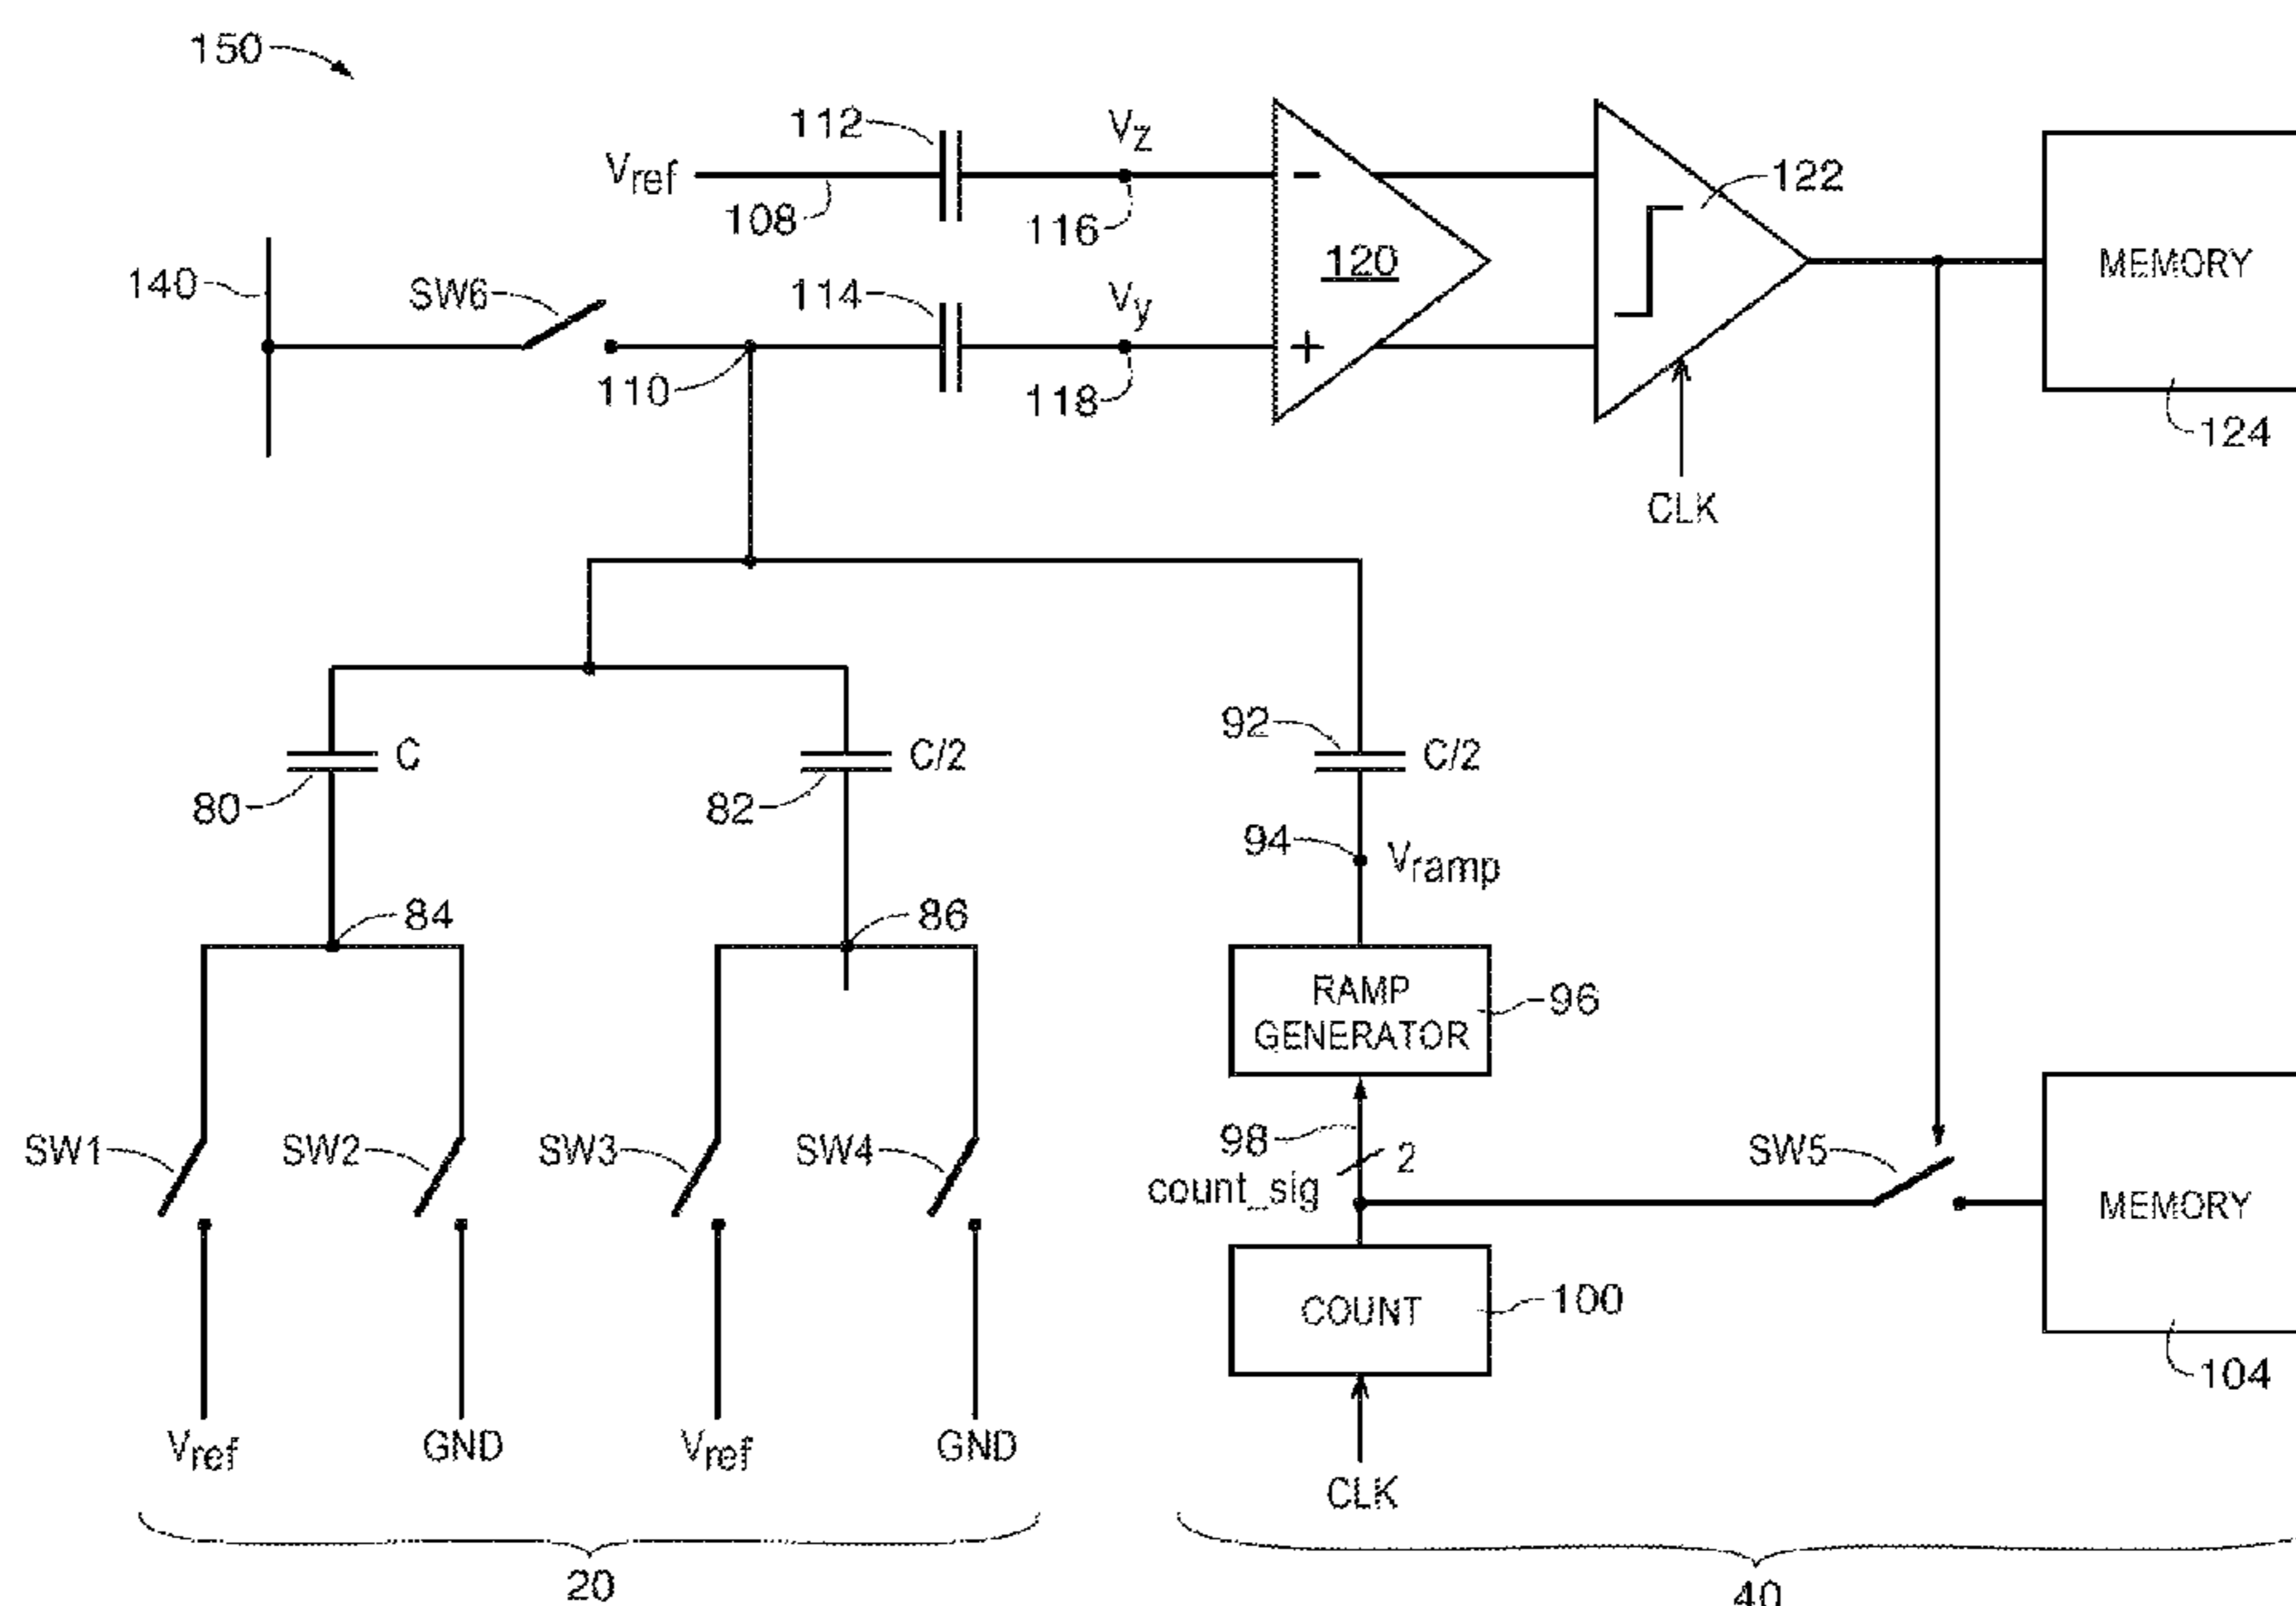 150
112
Vz
Vref
108
116
120
122
MEMORY
140
SW6
114
Vy
110
118
124
CLK
C
C/2
92
C/2
80
82
94
Vramp
84
86
RAMP
GENERATOR
96
SW1
SW2
SW3
SW4
98
2
count_sig
SW5
MEMORY
COUNT
100
104
Vref
GND
Vref
GND
CLK
20
40
-
+